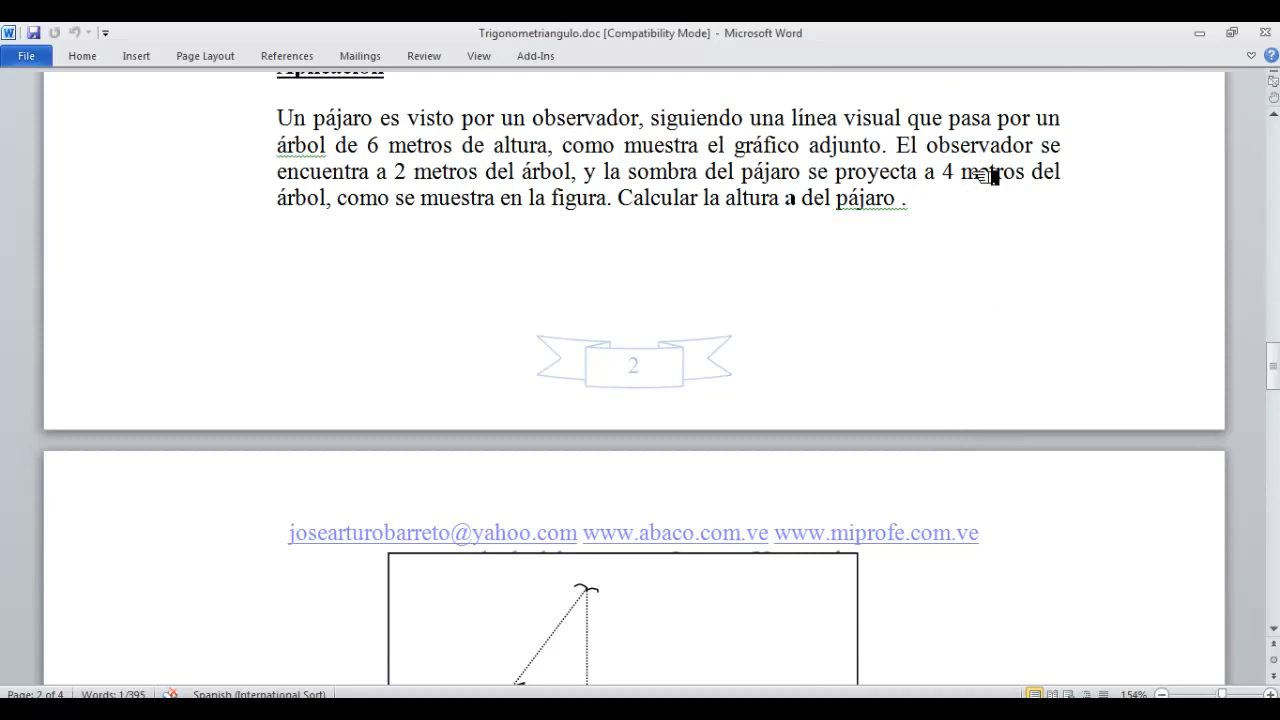 Trigonometriangulo.doc [Compatibility Mode] - Microsoft Word
File Home Insert Page Layout References Mailings Review View Add-Ins
Aplicación
Un pájaro es visto por un observador, siguiendo una línea visual que pasa por un
árbol de 6 metros de altura, como muestra el gráfico adjunto. El observador se
encuentra a 2 metros del árbol, y la sombra del pájaro se proyecta a 4 metros del
árbol, como se muestra en la figura. Calcular la altura a del pájaro .
2
josearturobarreto@yahoo.com www.abaco.com.ve www.miprofe.com.ve
Page: 2 of 4 Words: 1/395 Spanish (International Sort) 154%